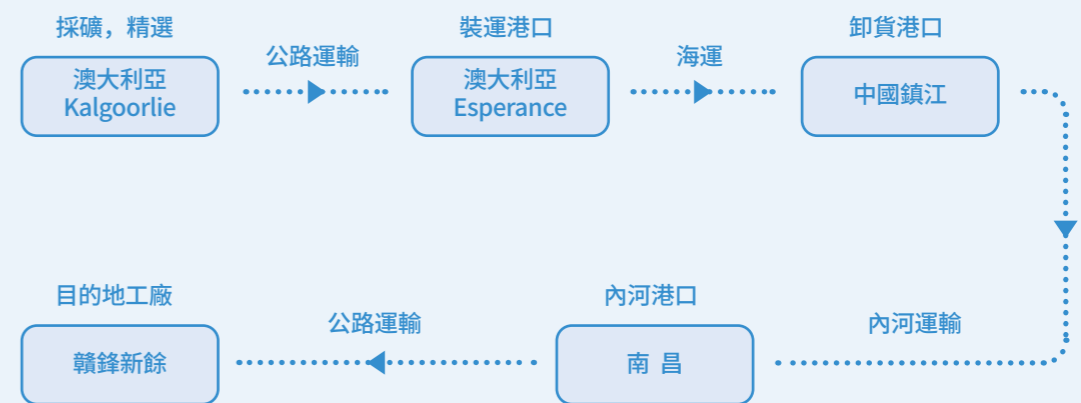 採礦，精選
澳大利亞
Kalgoorlie
公路運輸
裝運港口
澳大利亞
Esperance
海運
卸貨港口
中國鎮江
內河運輸
內河港口
南 昌
公路運輸
目的地工廠
贛鋒新餘